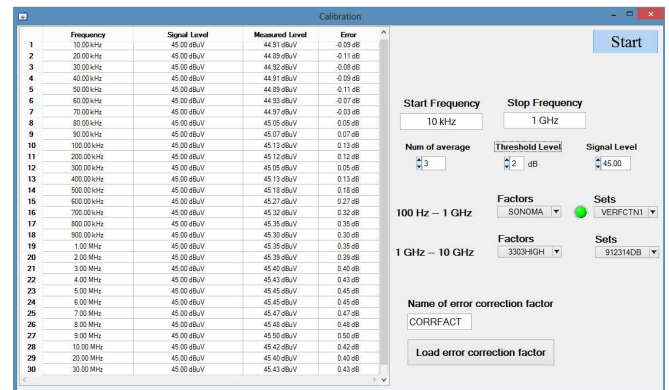 Calibration
Frequency Signal Level Measured Level Error
1 10.00 kHz 45.00 dBuV 44.91 dBuV -0.09 dB
2 20.00 kHz 45.00 dBuV 44.89 dBuV -0.11 dB
3 30.00 kHz 45.00 dBuV 44.92 dBuV -0.08 dB
4 40.00 kHz 45.00 dBuV 44.91 dBuV -0.09 dB
5 50.00 kHz 45.00 dBuV 44.89 dBuV -0.11 dB
6 60.00 kHz 45.00 dBuV 44.93 dBuV -0.07 dB
7 70.00 kHz 45.00 dBuV 44.97 dBuV -0.03 dB
8 80.00 kHz 45.00 dBuV 45.05 dBuV 0.05 dB
9 90.00 kHz 45.00 dBuV 45.07 dBuV 0.07 dB
10 100.00 kHz 45.00 dBuV 45.13 dBuV 0.13 dB
11 200.00 kHz 45.00 dBuV 45.12 dBuV 0.12 dB
12 300.00 kHz 45.00 dBuV 45.05 dBuV 0.05 dB
13 400.00 kHz 45.00 dBuV 45.13 dBuV 0.13 dB
14 500.00 kHz 45.00 dBuV 45.18 dBuV 0.18 dB
15 600.00 kHz 45.00 dBuV 45.27 dBuV 0.27 dB
16 700.00 kHz 45.00 dBuV 45.32 dBuV 0.32 dB
17 800.00 kHz 45.00 dBuV 45.35 dBuV 0.35 dB
18 900.00 kHz 45.00 dBuV 45.30 dBuV 0.30 dB
19 1.00 MHz 45.00 dBuV 45.35 dBuV 0.35 dB
20 2.00 MHz 45.00 dBuV 45.39 dBuV 0.39 dB
21 3.00 MHz 45.00 dBuV 45.40 dBuV 0.40 dB
22 4.00 MHz 45.00 dBuV 45.43 dBuV 0.43 dB
23 5.00 MHz 45.00 dBuV 45.45 dBuV 0.45 dB
24 6.00 MHz 45.00 dBuV 45.45 dBuV 0.45 dB
25 7.00 MHz 45.00 dBuV 45.47 dBuV 0.47 dB
26 8.00 MHz 45.00 dBuV 45.48 dBuV 0.48 dB
27 9.00 MHz 45.00 dBuV 45.50 dBuV 0.50 dB
28 10.00 MHz 45.00 dBuV 45.42 dBuV 0.42 dB
29 20.00 MHz 45.00 dBuV 45.40 dBuV 0.40 dB
30 30.00 MHz 45.00 dBuV 45.43 dBuV 0.43 dB
Start
Start Frequency Stop Frequency
10 kHz 1 GHz
Num of average Threshold Level Signal Level
3 2 dB 45.00
Factors Sets
100 Hz -- 1 GHz SONOMA VERFCTN1
Factors Sets
1 GHz -- 10 GHz 3303HIGH 912314DB
Name of error correction factor
CORRFACT
Load error correction factor